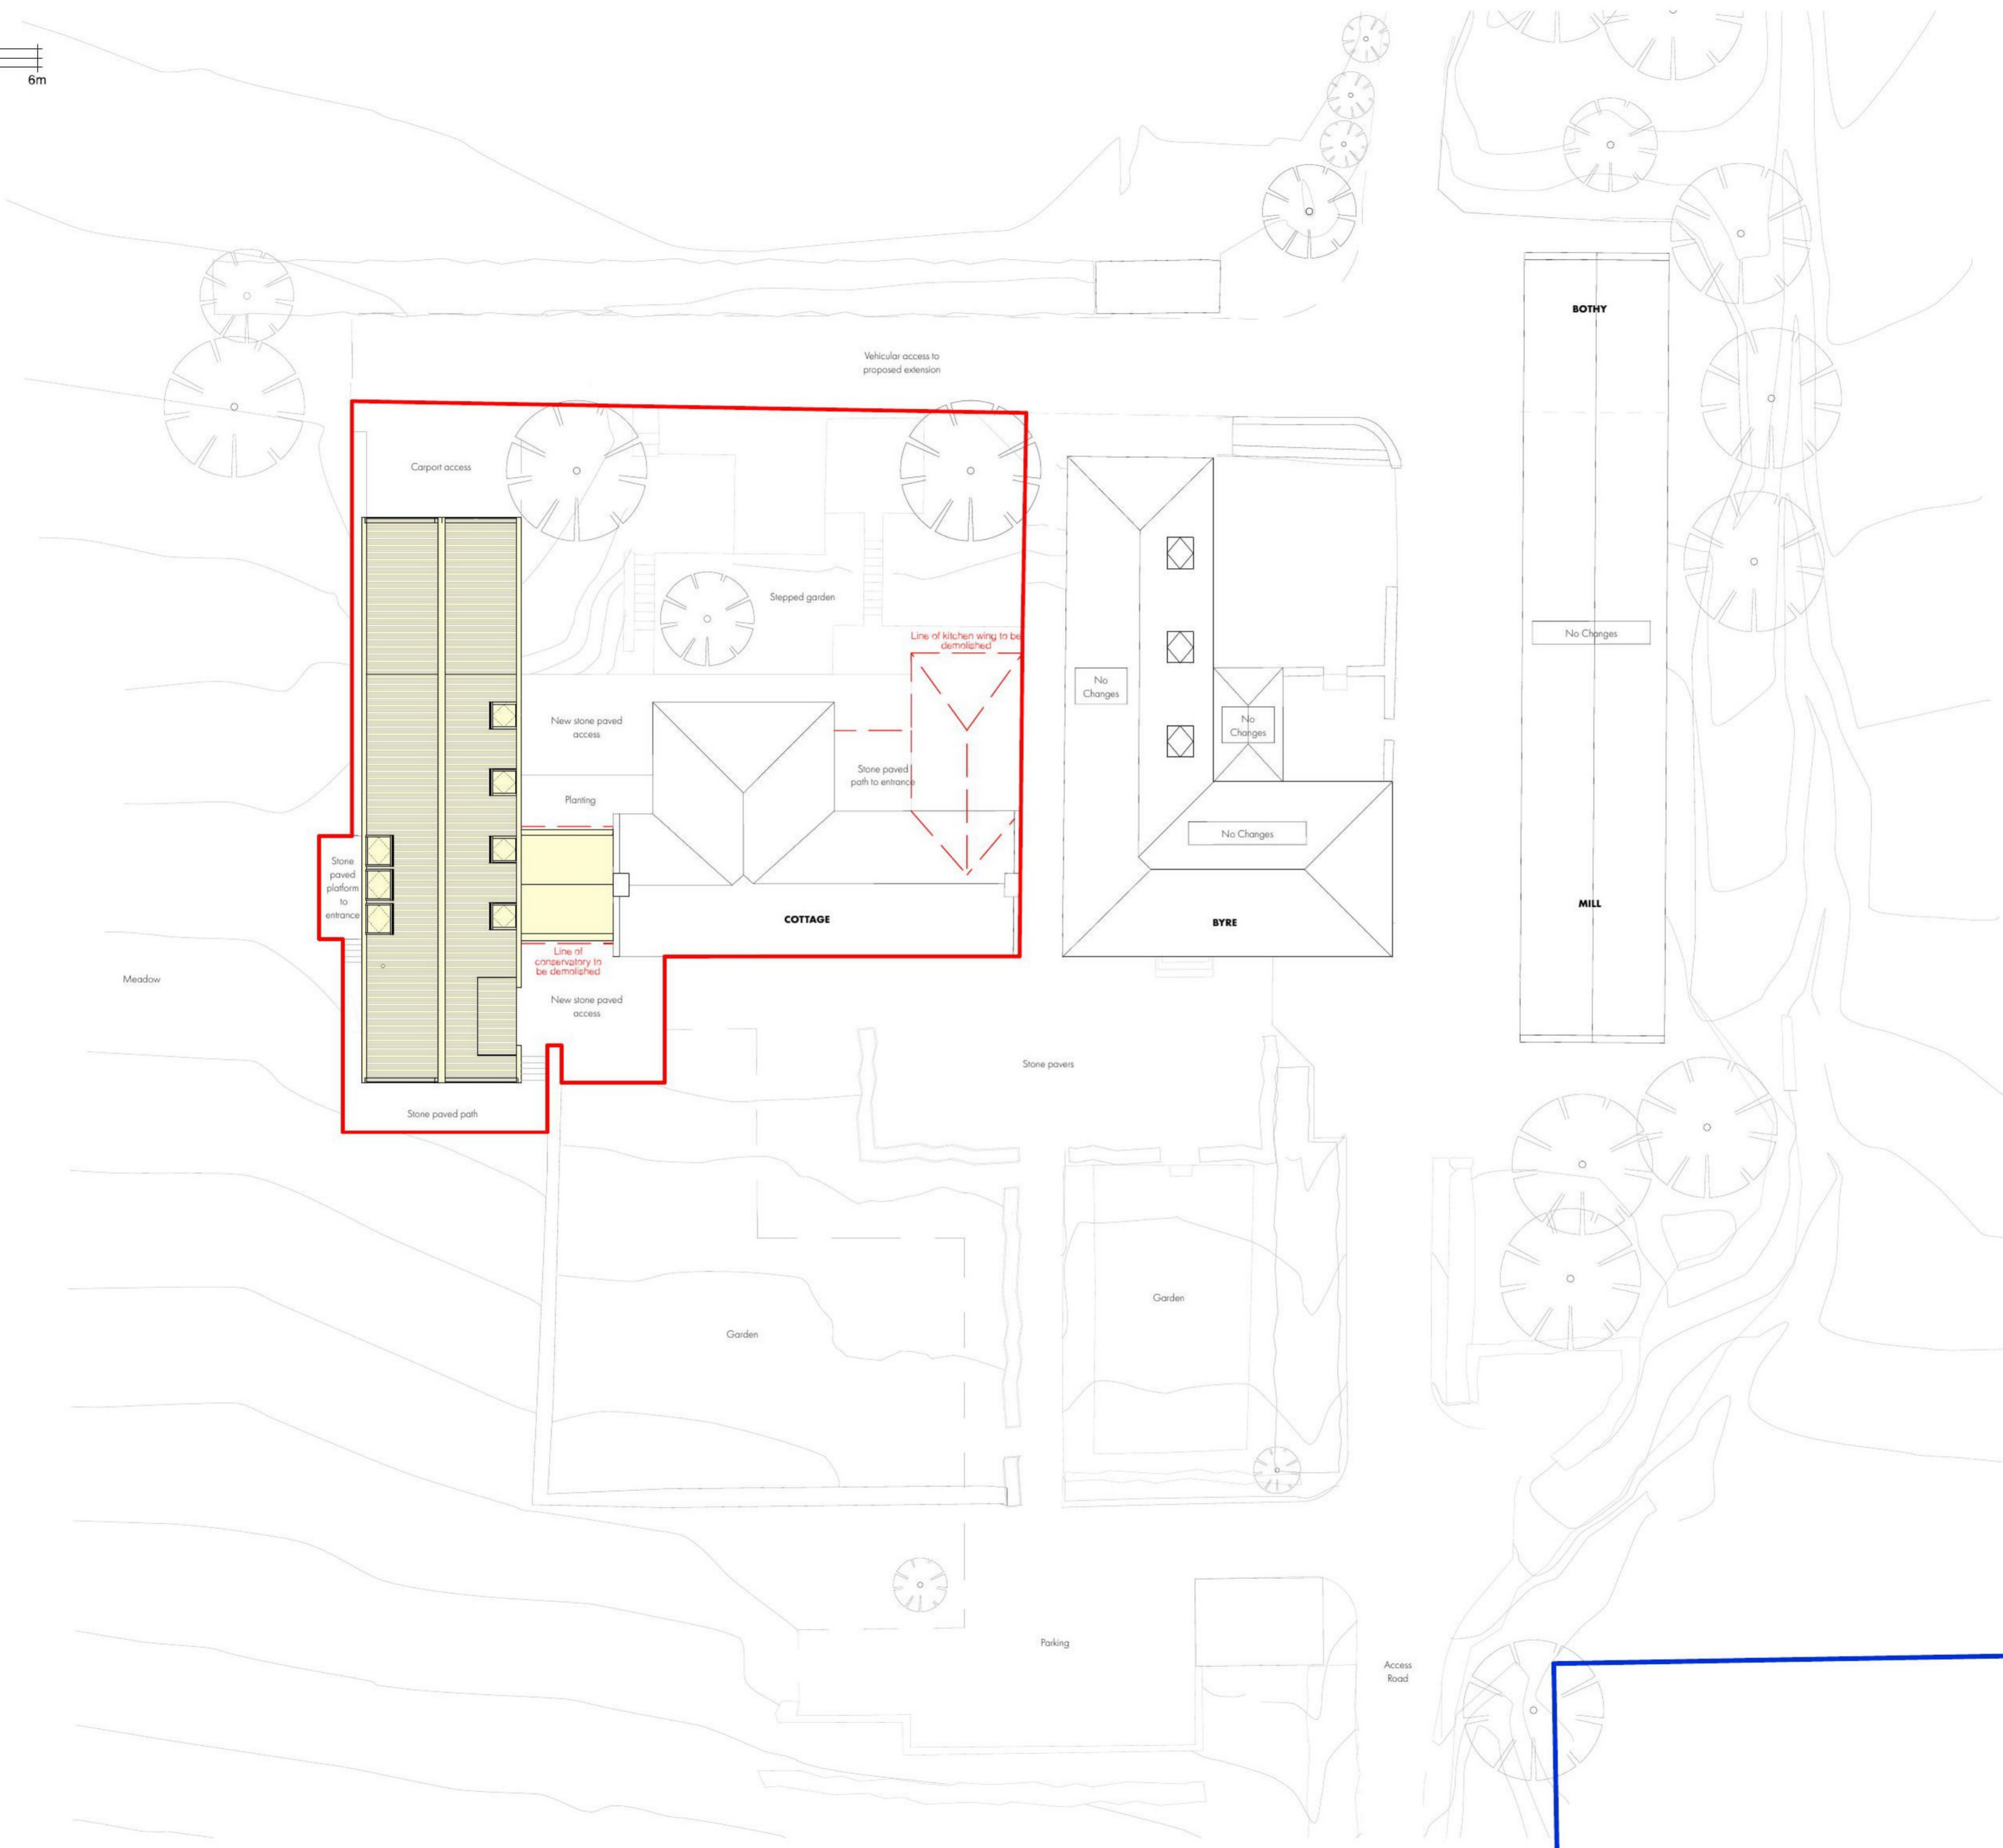 6m
BOTHY
Vehicular access to
proposed extension
Carport access
Stepped garden
Line of kitchen wing to be
demolished
No Changes
No
Changes
New stone paved
access
No
Changes
Stone paved
path to entrance
Planting
No Changes
Stone
paved
platform
to
entrance
MILL
COTTAGE
BYRE
Line of
conservatory to
be demolished
Meadow
New stone paved
access
Stone pavers
Stone paved path
Garden
Garden
Parking
Access
Road